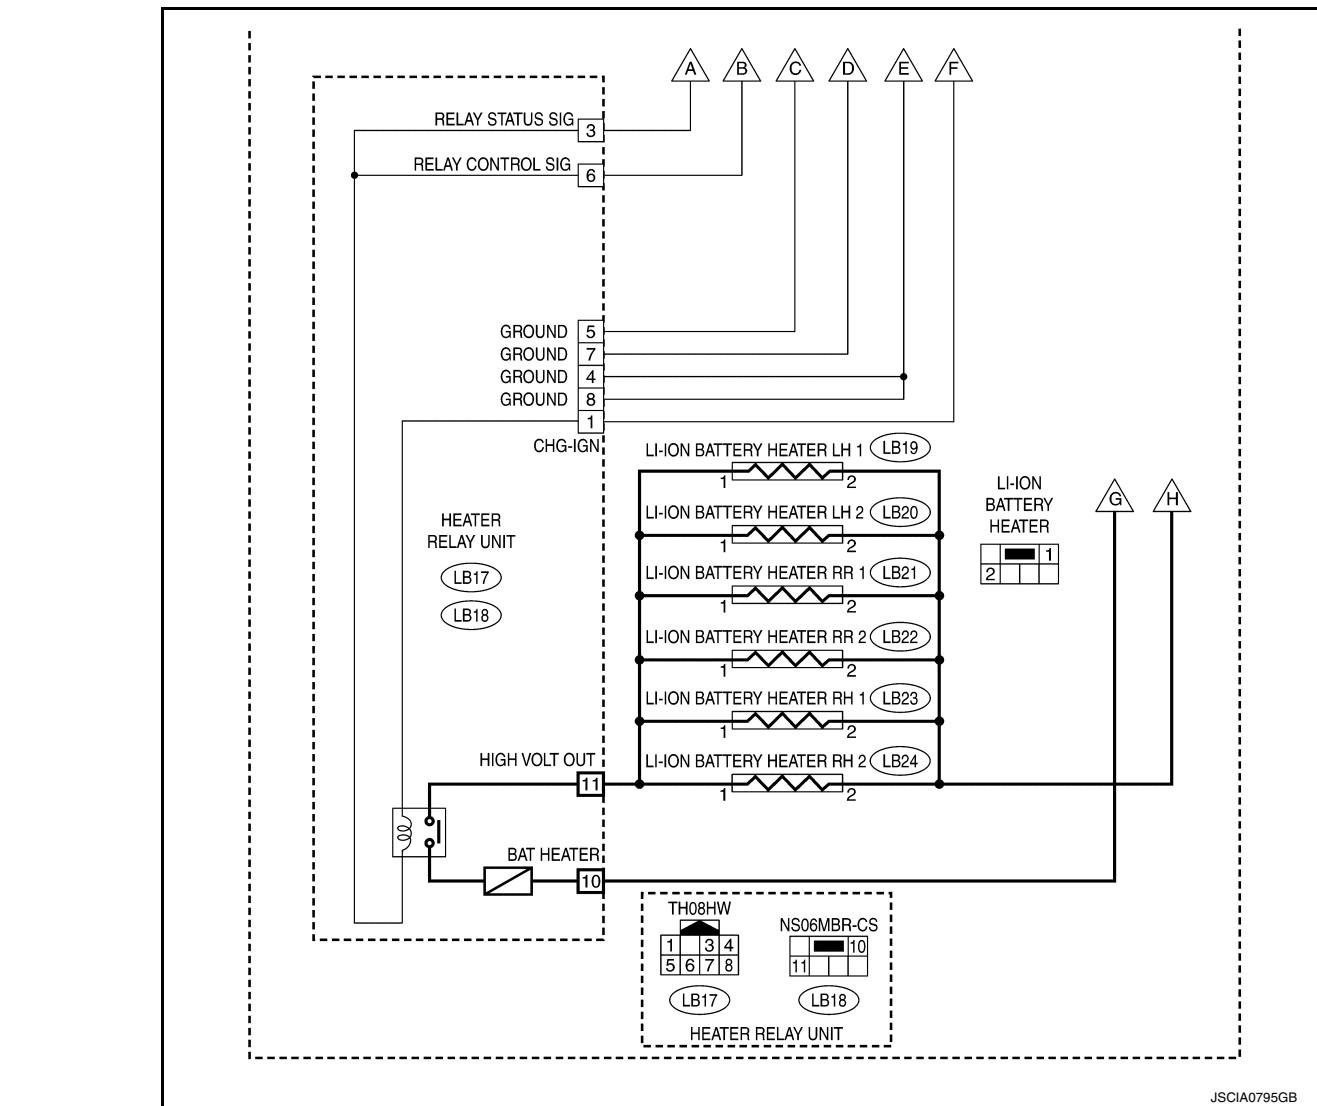 A B C D E F
RELAY STATUS SIG 3
RELAY CONTROL SIG 6
GROUND 5
GROUND 7
GROUND 4
GROUND 8
1
CHG-IGN
LI-ION BATTERY HEATER LH 1 LB19
1 2
LI-ION BATTERY HEATER LH 2 LB20
1 2
LI-ION BATTERY HEATER RR 1 LB21
1 2
LI-ION BATTERY HEATER RR 2 LB22
1 2
LI-ION BATTERY HEATER RH 1 LB23
1 2
LI-ION BATTERY HEATER RH 2 LB24
1 2
LI-ION
BATTERY
HEATER
1
2
G H
HEATER
RELAY UNIT
LB17
LB18
HIGH VOLT OUT
11
BAT HEATER
10
TH08HW
1 3 4
5 6 7 8
LB17
NS06MBR-CS
10
11
LB18
HEATER RELAY UNIT
JSCIA0795GB